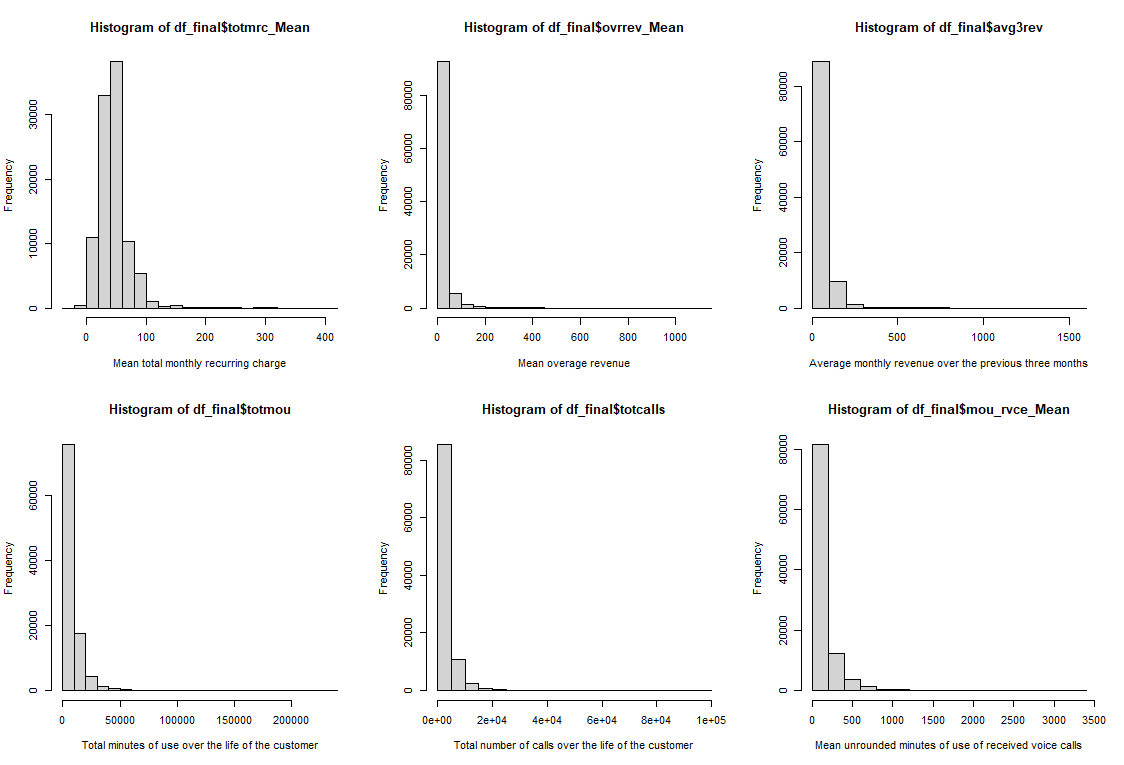 Histogram of df_final$totmrc_Mean
Frequency
30000
20000
10000
0
0 100 200 300 400
Mean total monthly recurring charge
Histogram of df_final$ovrrev_Mean
Frequency
80000
60000
40000
20000
0
0 200 400 600 800 1000
Mean overage revenue
Histogram of df_final$avg3rev
Frequency
80000
60000
40000
20000
0
0 500 1000 1500
Average monthly revenue over the previous three months
Histogram of df_final$totmou
Frequency
60000
40000
20000
0
0 50000 100000 150000 200000
Total minutes of use over the life of the customer
Histogram of df_final$totcalls
Frequency
80000
60000
40000
20000
0
0e+00 2e+04 4e+04 6e+04 8e+04 1e+05
Total number of calls over the life of the customer
Histogram of df_final$mou_rvce_Mean
Frequency
80000
60000
40000
20000
0
0 500 1000 1500 2000 2500 3000 3500
Mean unrounded minutes of use of received voice calls